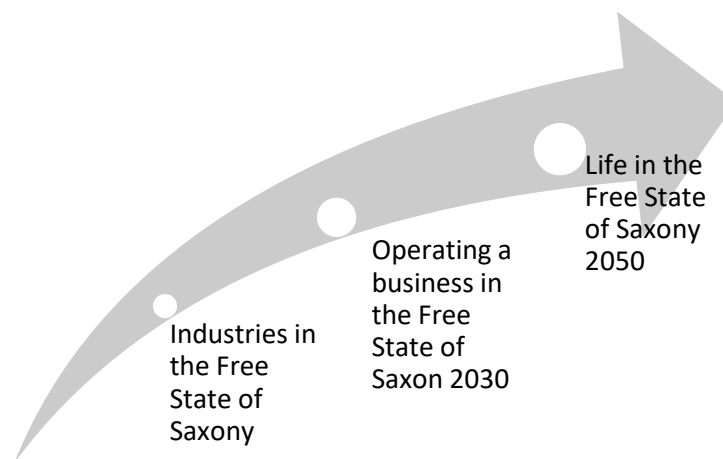 Industries in
the Free
State of
Saxony
Operating a
business in
the Free
State of
Saxon 2030
Life in the
Free State
of Saxony
2050